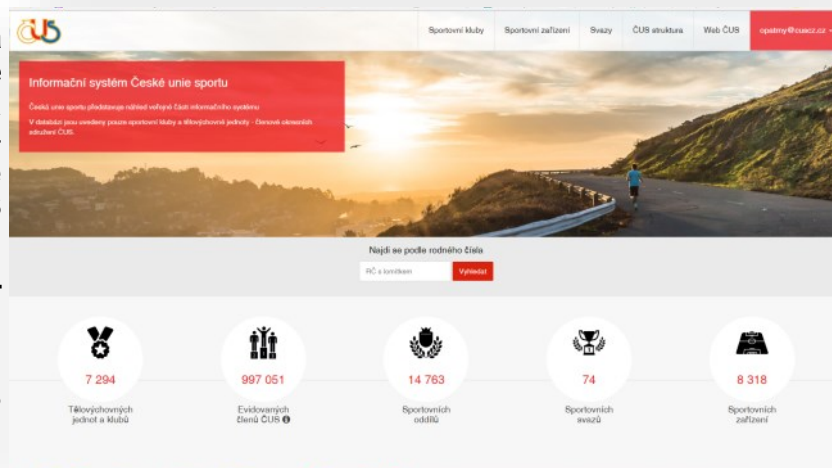 ČUS
Sportovní kluby
Sportovní zařízení
Svazy
ČUS struktura
Web ČUS
opatrny@cuscz.cz
Informační systém České unie sportu
Česká unie sportu představuje náhled veřejné části informačního systému
V databázi jsou uvedeny pouze sportovní kluby a tělovýchovné jednoty - členové okresních
sdružení ČUS.
Najdi se podle rodného čísla
RČ s lomítkem
Vyhledat
7 294
997 051
14 763
74
8 318
Tělovýchovných
jednot a klubů
Evidovaných
členů ČUS
Sportovních
oddílů
Sportovních
svazů
Sportovních
zařízení